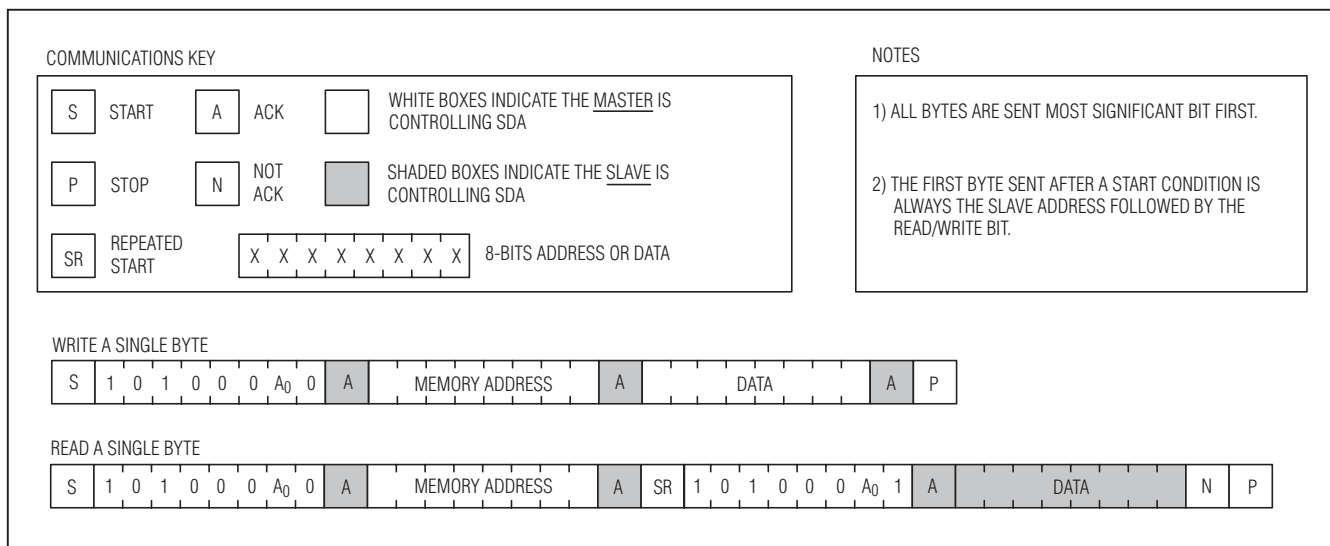 COMMUNICATIONS KEY
S START A ACK WHITE BOXES INDICATE THE MASTER IS
CONTROLLING SDA
P STOP N NOT
ACK SHADED BOXES INDICATE THE SLAVE IS
CONTROLLING SDA
SR REPEATED
START X X X X X X X X 8-BITS ADDRESS OR DATA
NOTES
1) ALL BYTES ARE SENT MOST SIGNIFICANT BIT FIRST.
2) THE FIRST BYTE SENT AFTER A START CONDITION IS
ALWAYS THE SLAVE ADDRESS FOLLOWED BY THE
READ/WRITE BIT.
WRITE A SINGLE BYTE
S 1 0 1 0 0 0 A0 0 A MEMORY ADDRESS A DATA A P
READ A SINGLE BYTE
S 1 0 1 0 0 0 A0 0 A MEMORY ADDRESS A SR 1 0 1 0 0 0 A0 1 A DATA N P